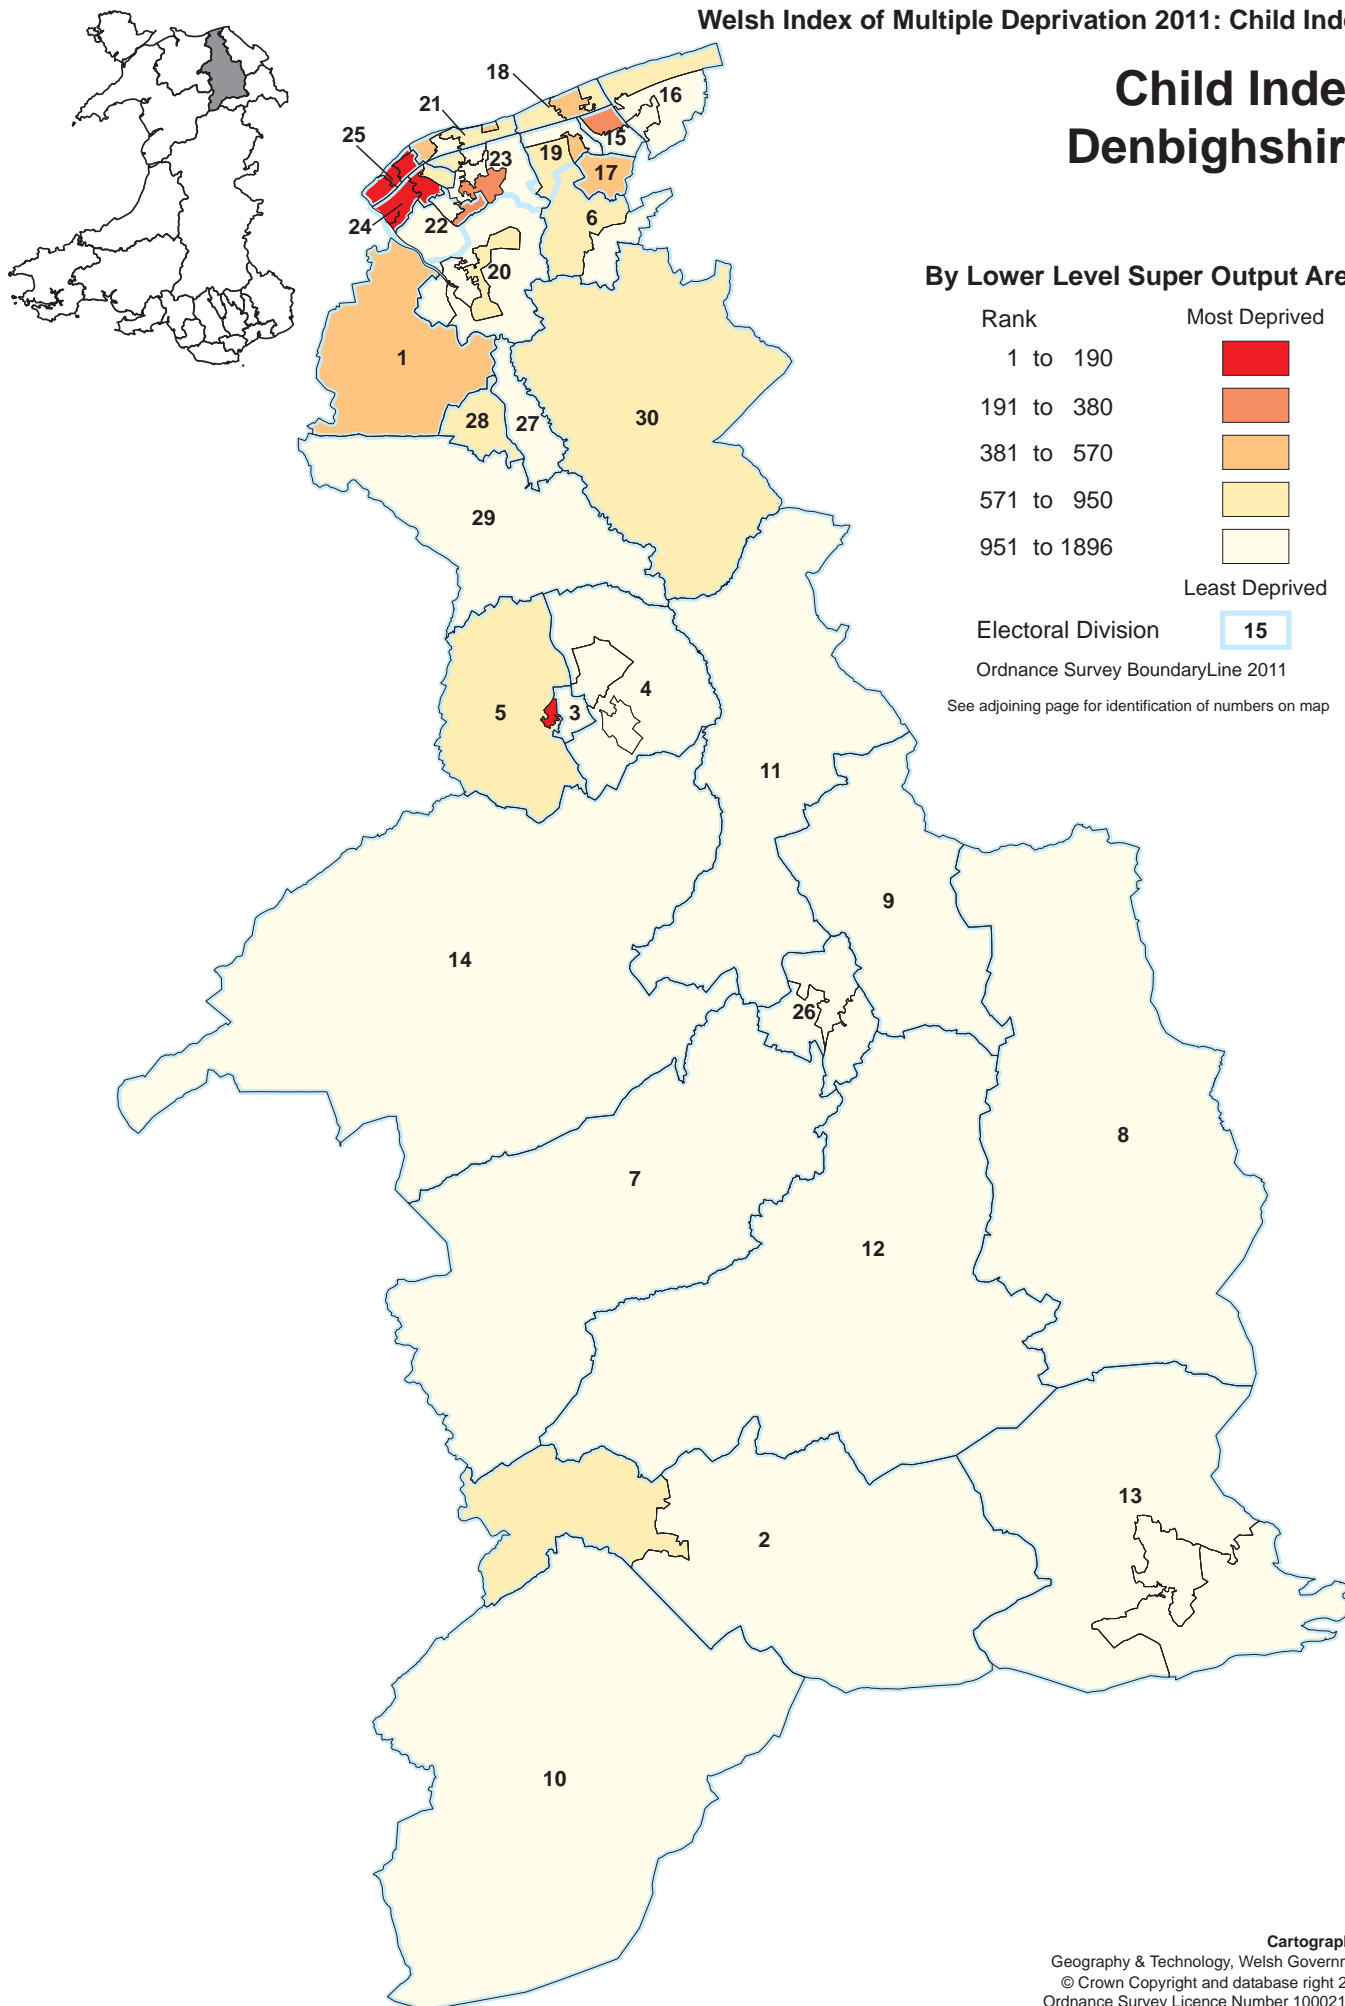 Welsh Index of Multiple Deprivation 2011: Child Inde
Child Inde
Denbighshir
By Lower Level Super Output Are
Rank Most Deprived
1 to 190
191 to 380
381 to 570
571 to 950
951 to 1896
Least Deprived
Electoral Division 15
Ordnance Survey BoundaryLine 2011
See adjoining page for identification of numbers on map
18
16
21
25
15
23
19
17
24
22
6
20
1
28
27
30
29
4
5
3
11
9
14
26
8
7
12
13
2
10
Cartograph
Geography & Technology, Welsh Governm
© Crown Copyright and database right 2
Ordnance Survey Licence Number 100021